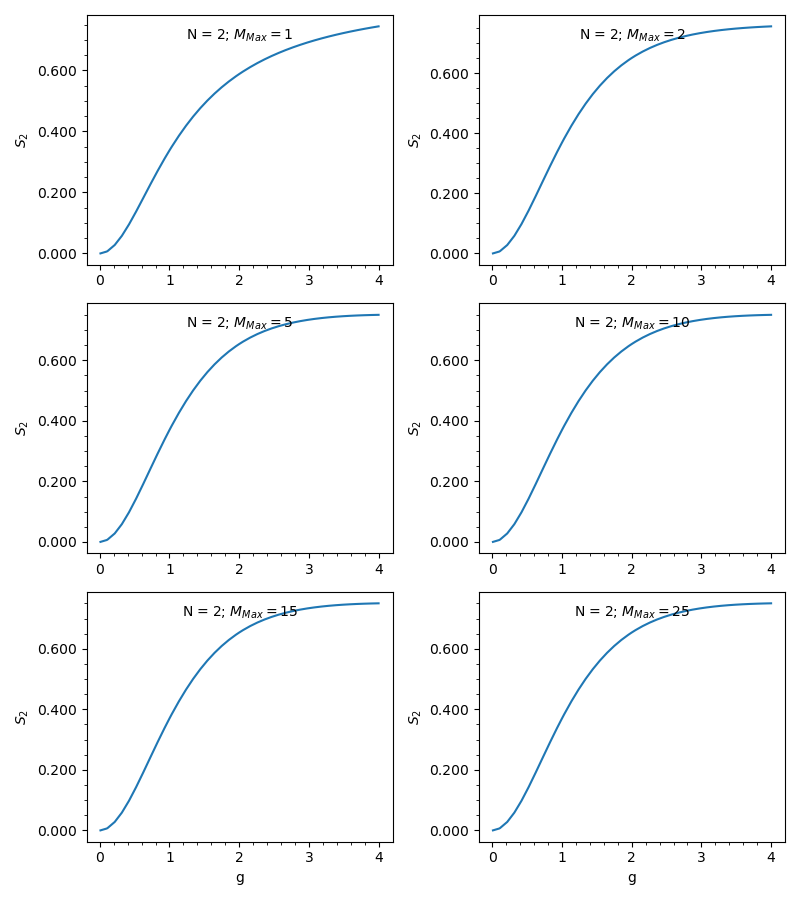 N = 2; M_Max = 1
0.600
0.400
0.200
0.000
S_2
0 1 2 3 4
N = 2; M_Max = 2
0.600
0.400
0.200
0.000
S_2
0 1 2 3 4
N = 2; M_Max = 5
0.600
0.400
0.200
0.000
S_2
0 1 2 3 4
N = 2; M_Max = 10
0.600
0.400
0.200
0.000
S_2
0 1 2 3 4
N = 2; M_Max = 15
0.600
0.400
0.200
0.000
S_2
0 1 2 3 4
g
N = 2; M_Max = 25
0.600
0.400
0.200
0.000
S_2
0 1 2 3 4
g